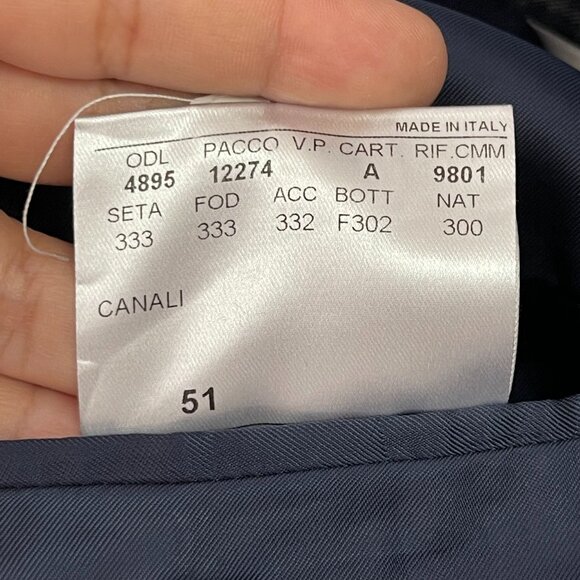 MADE IN ITALY
ODL PACCO V.P. CART. RIF.CMM
4895 12274 A 9801
SETA FOD ACC BOTT NAT
333 333 332 F302 300
CANALI
51